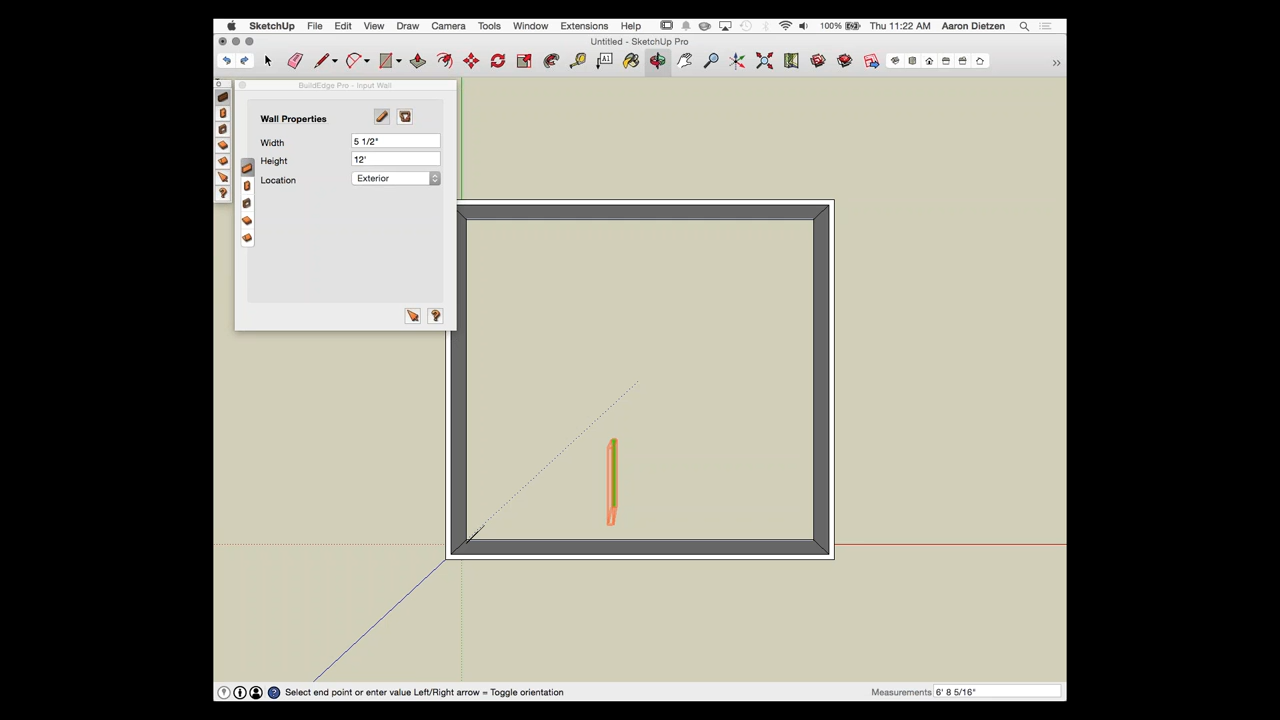 SketchUp File Edit View Draw Camera Tools Window Extensions Help 100% Thu 11:22 AM Aaron Dietzen
Untitled - SketchUp Pro
A1
»
BuildEdge Pro - Input Wall
Wall Properties
Width 5 1/2"
Height 12'
Location Exterior
Select end point or enter value Left/Right arrow = Toggle orientation
Measurements 6' 8 5/16"